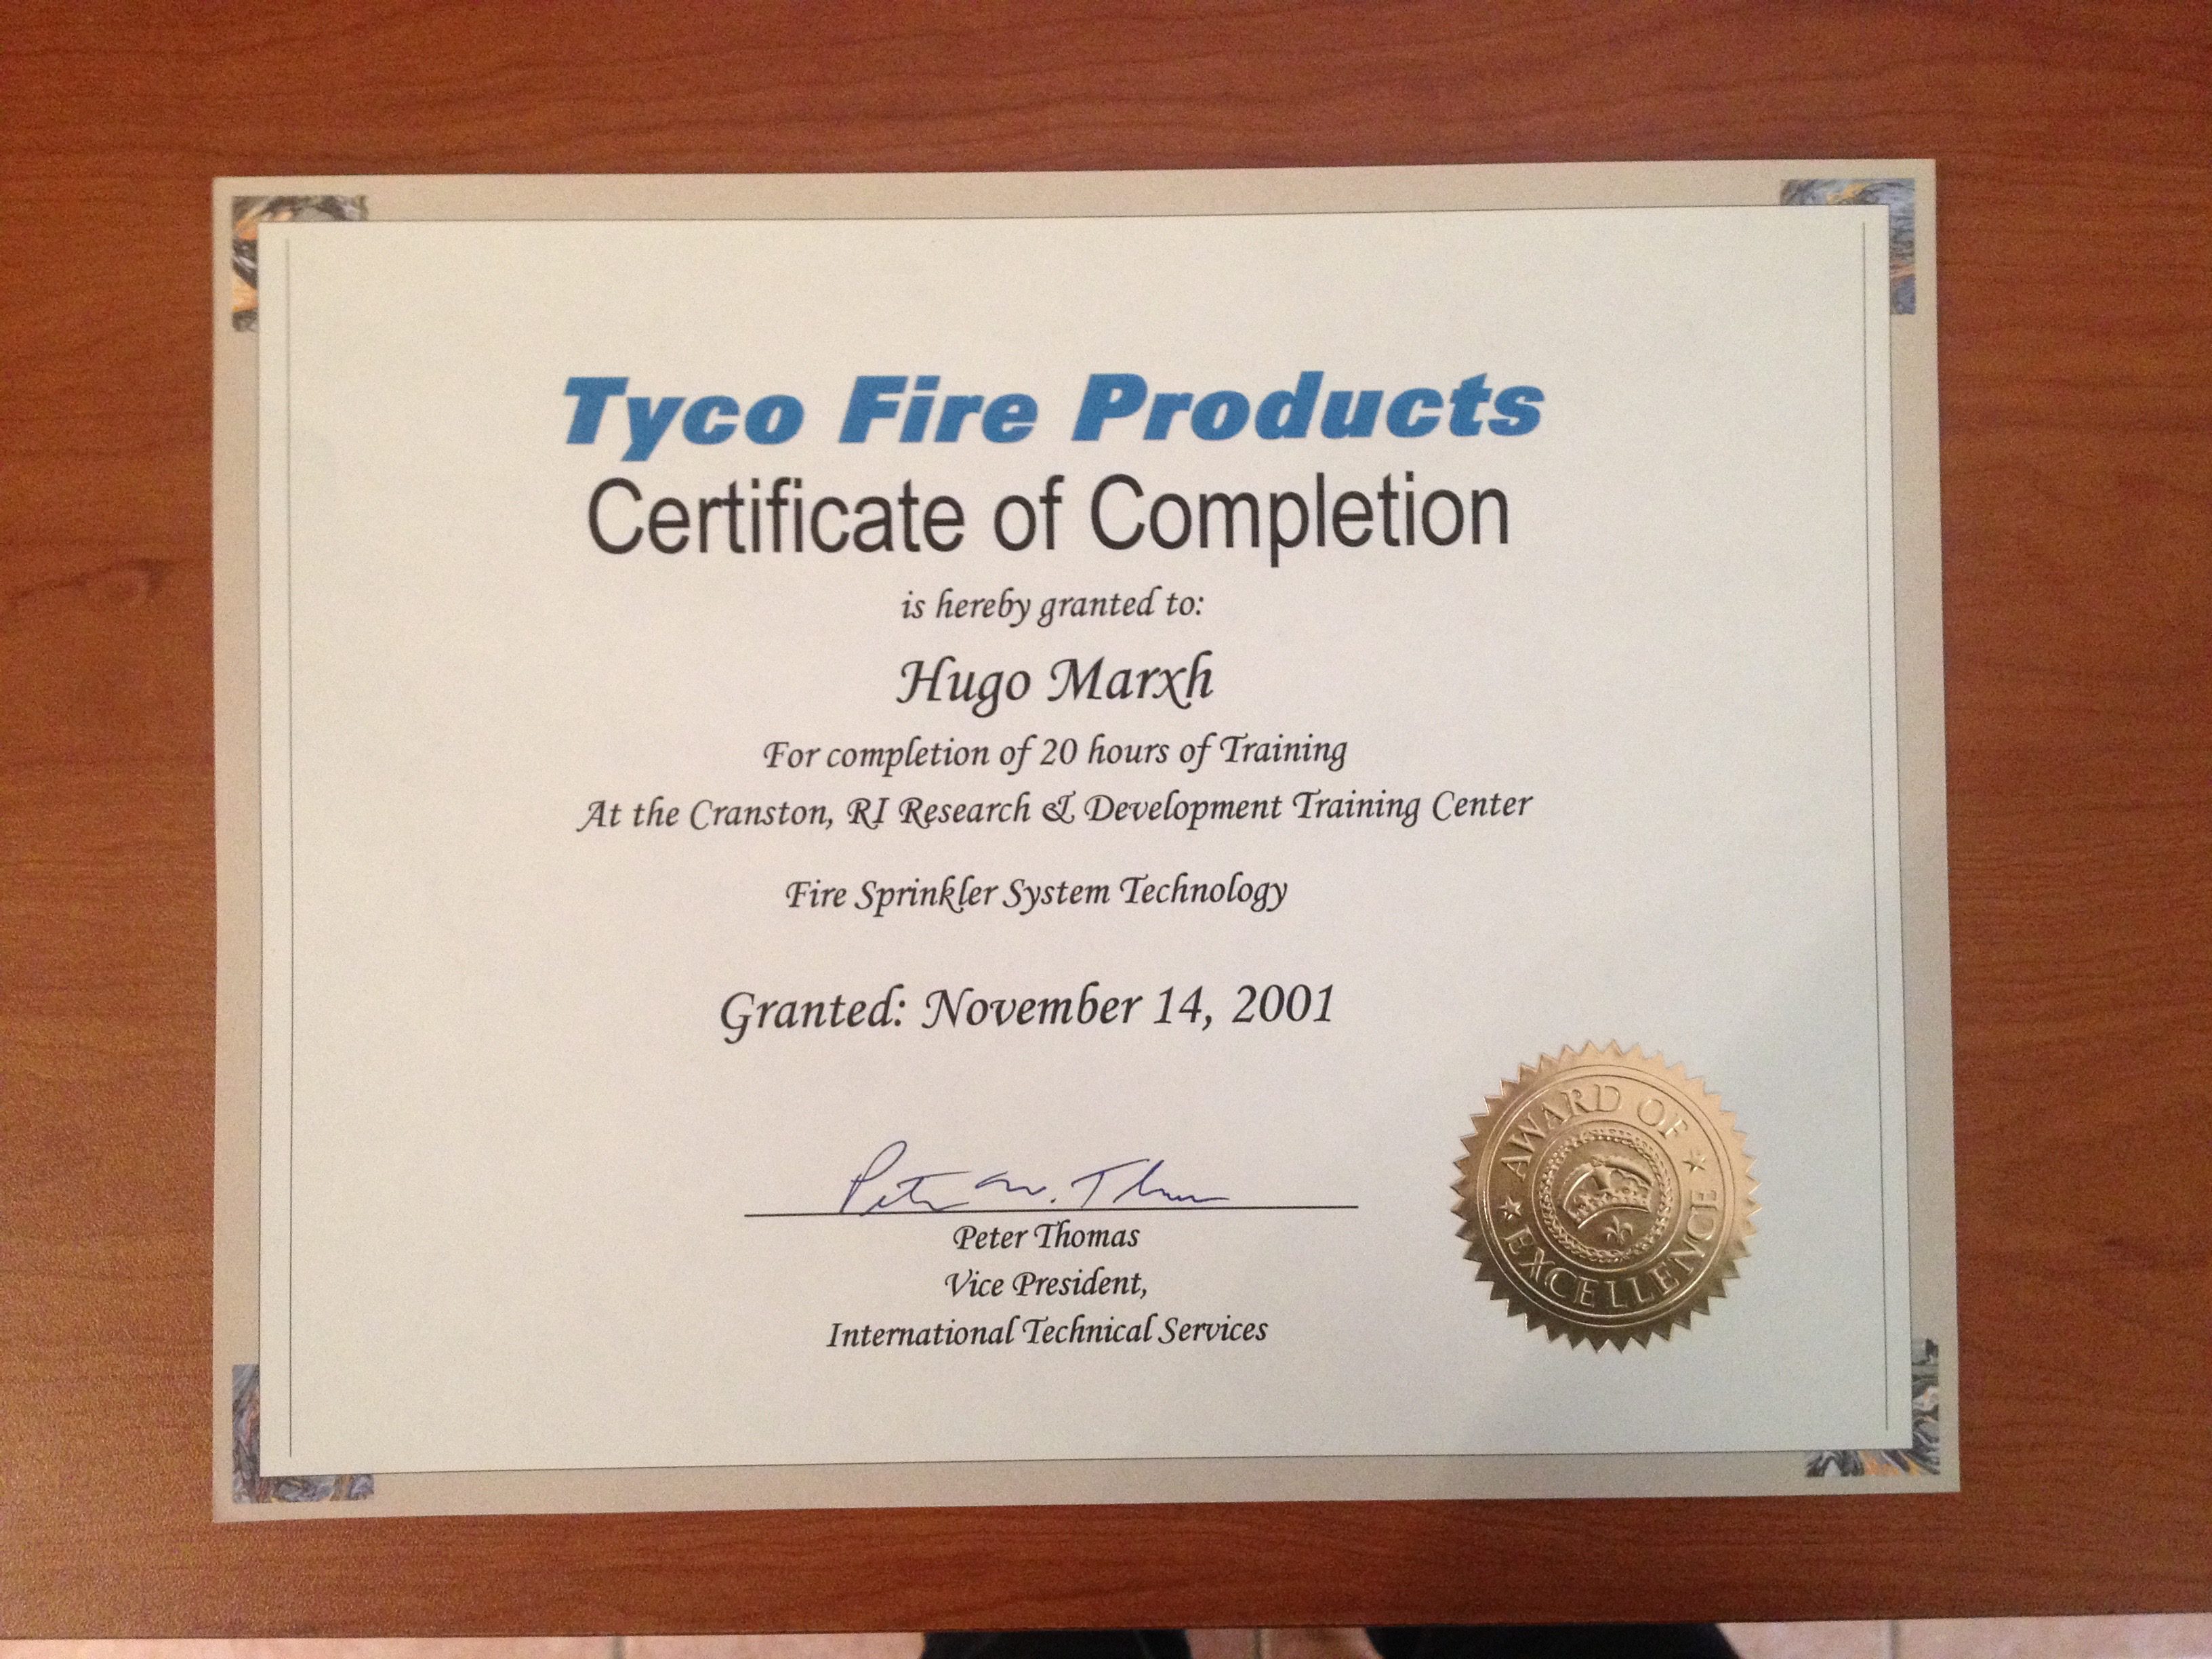 Tyco Fire Products
Certificate of Completion
is hereby granted to:
Hugo Marxh
For completion of 20 hours of Training
At the Cranston, RI Research & Development Training Center
Fire Sprinkler System Technology
Granted: November 14, 2001
Peter Thomas
Vice President,
International Technical Services
AWARD OF
EXCELLENCE